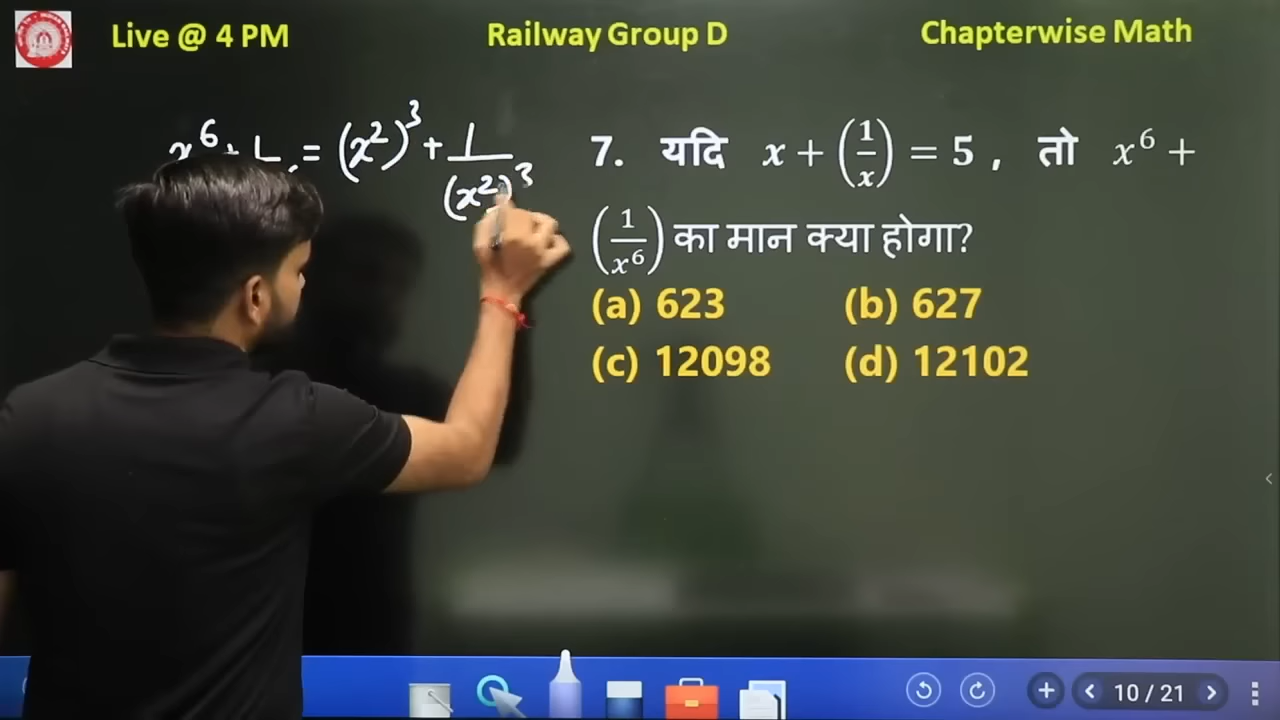 Live @ 4 PM
Railway Group D
Chapterwise Math
= (x²)³ + 1/(x²)³
7. यदि x + (1/x) = 5 , तो x⁶ +
(1/x⁶) का मान क्या होगा?
(a) 623 (b) 627
(c) 12098 (d) 12102
10 / 21